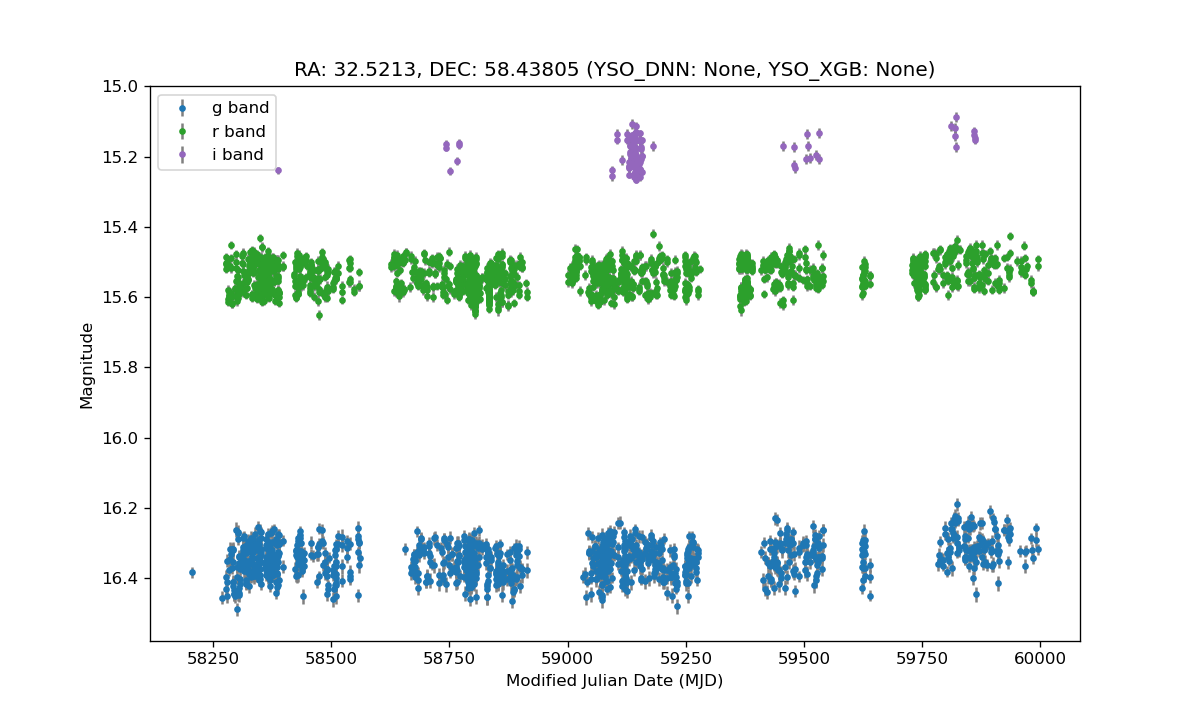 RA: 32.5213, DEC: 58.43805 (YSO_DNN: None, YSO_XGB: None)
g band
r band
i band
15.0
15.2
15.4
15.6
15.8
16.0
16.2
16.4
Magnitude
58250 58500 58750 59000 59250 59500 59750 60000
Modified Julian Date (MJD)